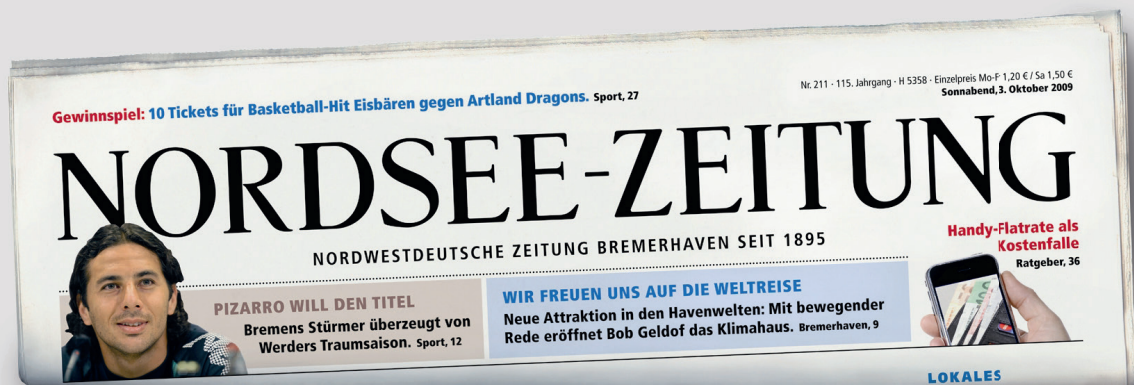 Nr. 211 · 115. Jahrgang · H 5358 · Einzelpreis Mo-F 1,20 € / Sa 1,50 €
Sonnabend, 3. Oktober 2009
Gewinnspiel: 10 Tickets für Basketball-Hit Eisbären gegen Artland Dragons. Sport, 27
NORDSEE-ZEITUNG
NORDWESTDEUTSCHE ZEITUNG BREMERHAVEN SEIT 1895
Handy-Flatrate als
Kostenfalle
Ratgeber, 36
PIZARRO WILL DEN TITEL
Bremens Stürmer überzeugt von
Werders Traumsaison. Sport, 12
WIR FREUEN UNS AUF DIE WELTREISE
Neue Attraktion in den Havenwelten: Mit bewegender
Rede eröffnet Bob Geldof das Klimahaus. Bremerhaven, 9
LOKALES